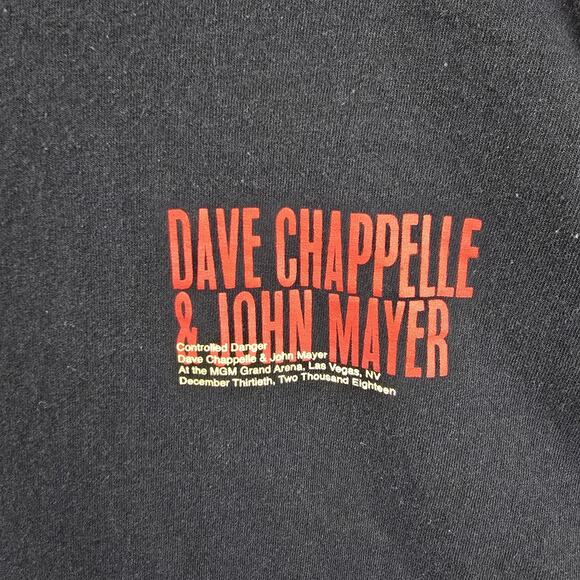 DAVE CHAPPELLE
& JOHN MAYER
Controlled Danger
Dave Chappelle & John Mayer
At the MGM Grand Arena, Las Vegas, NV
December Thirtieth, Two Thousand Eighteen